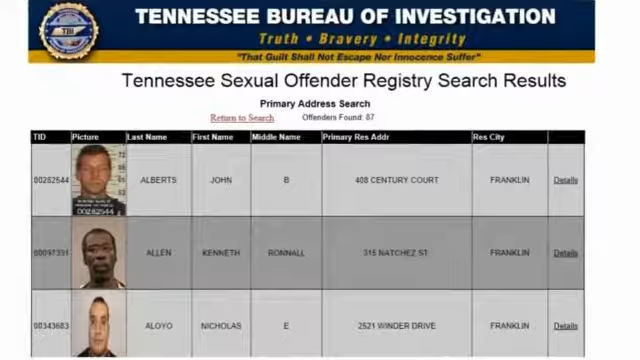 TENNESSEE BUREAU OF INVESTIGATION
Truth • Bravery • Integrity
"That Guilt Shall Not Escape Nor Innocence Suffer"
TBI
Tennessee Sexual Offender Registry Search Results
Primary Address Search
Return to Search Offenders Found: 87
TID Picture Last Name First Name Middle Name Primary Res Addr Res City
00282544 ALBERTS JOHN B 408 CENTURY COURT FRANKLIN Details
00282544
00097331 ALLEN KENNETH RONNALL 315 NATCHEZ ST FRANKLIN Details
00343683 ALOYO NICHOLAS E 2521 WINDER DRIVE FRANKLIN Details